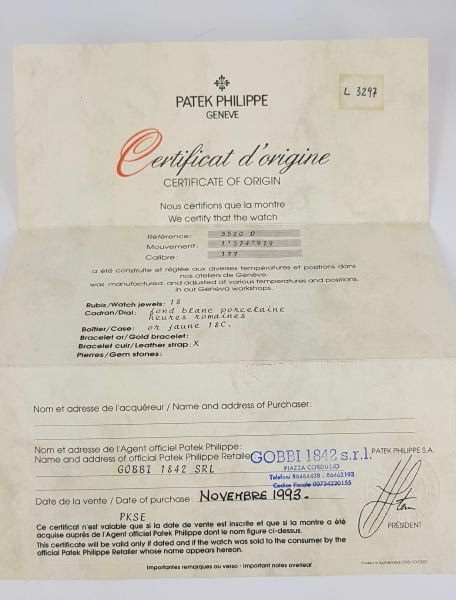 PATEK PHILIPPE
GENEVE
L 3297
Certificat d'origine
CERTIFICATE OF ORIGIN
Nous certifions que la montre
We certify that the watch
Référence: 3520 D
Mouvement: 1'374'979
Calibre: 177
a été construite et réglée aux diverses températures et positions dans
nos ateliers de Genève.
was manufactured, and adjusted at various temperatures and positions,
in our Geneva workshops.
Rubis/Watch jewels: 18
Cadran/Dial: fond blanc porcelaine
heures romaines
Boîtier/Case: or jaune 18C.
Bracelet or/Gold bracelet:
Bracelet cuir/Leather strap: X
Pierres/Gem stones:
Nom et adresse de l'acquéreur / Name and address of Purchaser:
Nom et adresse de l'Agent officiel Patek Philippe:
Name and address of official Patek Philippe Retailer
GOBBI 1842 SRL
GOBBI 1842 s.r.l.
PIAZZA CORDUSIO
Telefoni 86464438 - 86462193
Codice Fiscale 00734220155
PATEK PHILIPPE S.A.
Date de la vente / Date of purchase: NOVEMBRE 1993.
PKSE
PRÉSIDENT
Ce certificat n'est valable que si la date de vente est inscrite et si la montre a été
acquise auprès de l'Agent officiel Patek Philippe dont le nom figure ci-dessus.
This certificate will be valid only if dated and if the watch was sold to the consumer by the
official Patek Philippe Retailer whose name appears hereon.
Importantes remarques au verso - Important notes overleaf
Printed in Switzerland